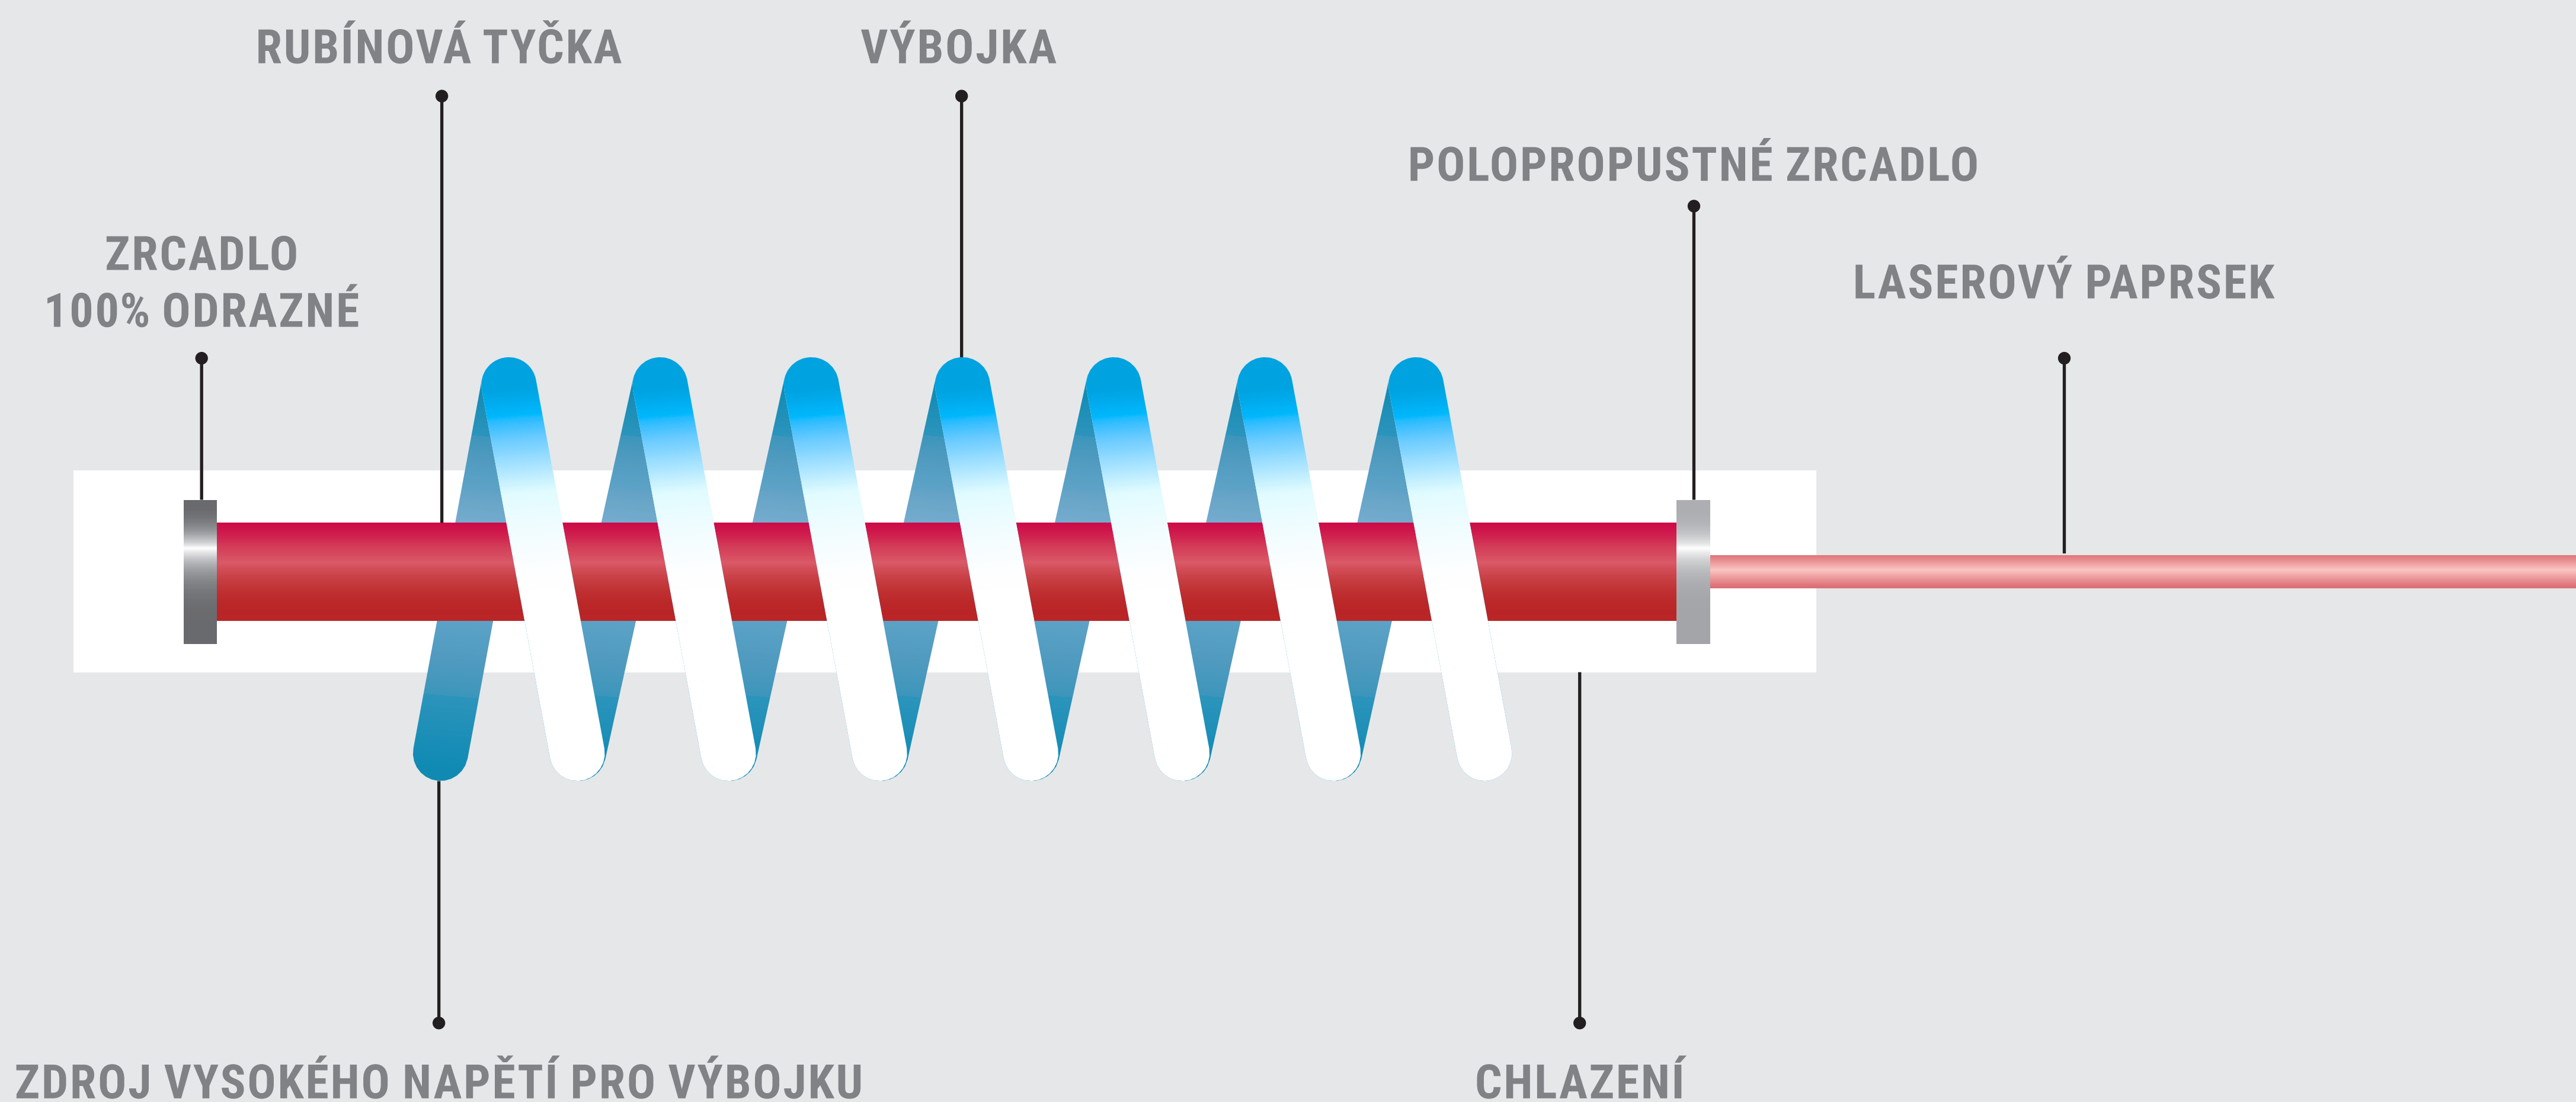 RUBÍNOVÁ TYČKA
VÝBOJKA
POLOPROPUSTNÉ ZRCADLO
ZRCADLO
100% ODRAZNÉ
LASEROVÝ PAPRSEK
ZDROJ VYSOKÉHO NAPĚTÍ PRO VÝBOJKU
CHLAZENÍ